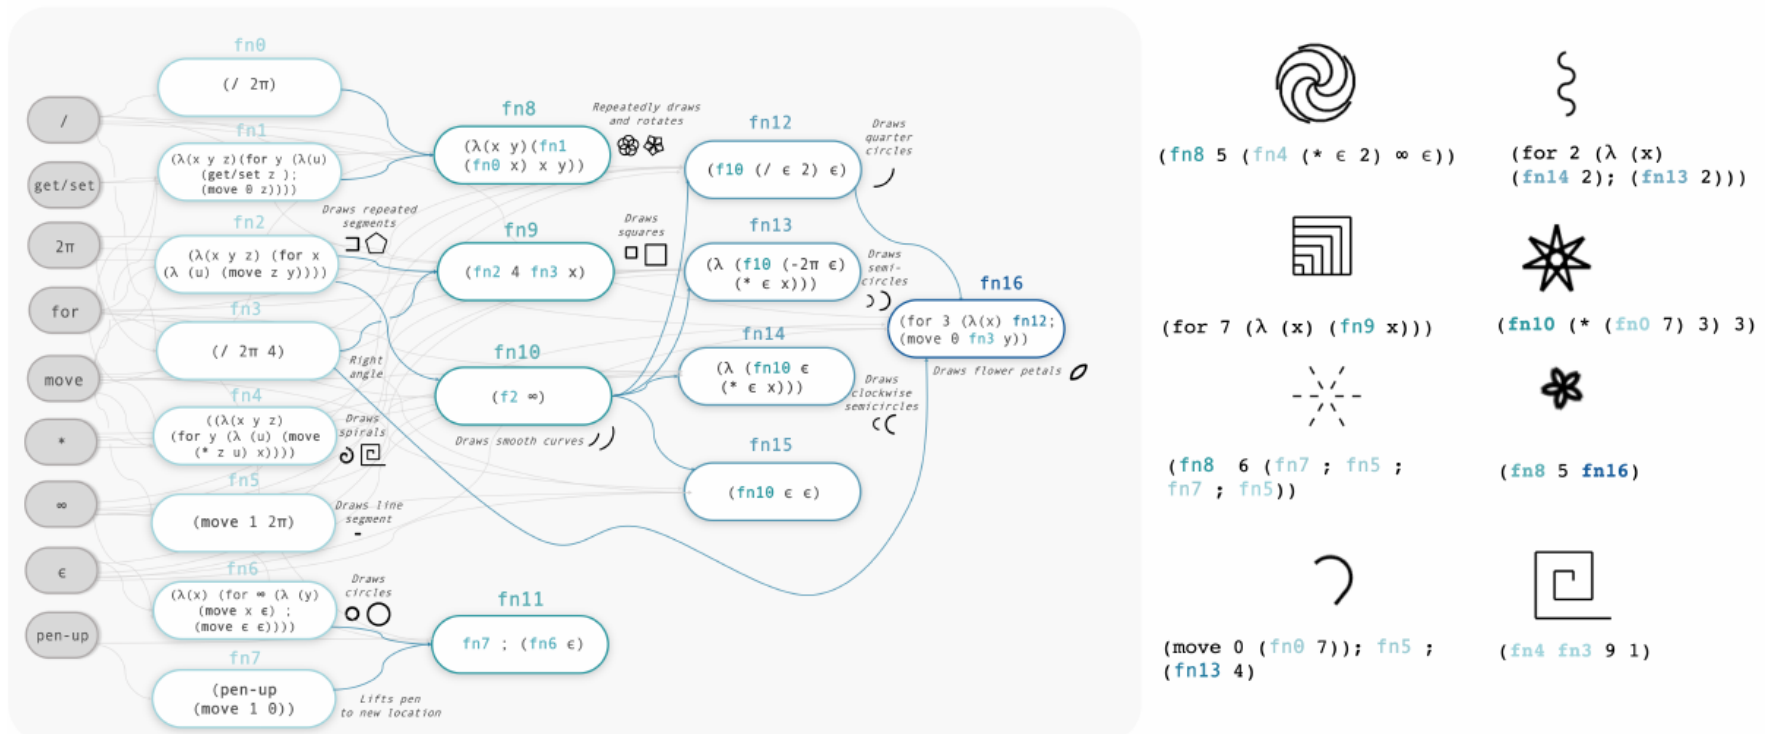 /
get/set
2π
for
move
*
∞
ϵ
pen-up
fn0
(/ 2π)
fn1
(λ(x y z)(for y (λ(u)
(get/set z );
(move 0 z))))
fn2
(λ(x y z) (for x
(λ (u) (move z y))))
Draws repeated
segments
fn3
(/ 2π 4)
Right
angle
fn4
((λ(x y z)
(for y (λ (u) (move
(* z u) x))))
Draws
spirals
fn5
(move 1 2π)
Draws line
segment
fn6
(λ(x) (for ∞ (λ (y)
(move x ϵ) ;
(move ϵ ϵ))))
Draws
circles
fn7
(pen-up
(move 1 0))
Lifts pen
to new location
fn8
(λ(x y)(fn1
(fn0 x) x y))
Repeatedly draws
and rotates
fn9
(fn2 4 fn3 x)
Draws
squares
fn10
(f2 ∞)
Draws smooth curves
fn11
fn7 ; (fn6 ϵ)
fn12
(f10 (/ ϵ 2) ϵ)
Draws
quarter
circles
fn13
(λ (f10 (-2π ϵ)
(* ϵ x)))
Draws
semi-
circles
fn14
(λ (fn10 ϵ
(* ϵ x)))
Draws
clockwise
semicircles
fn15
(fn10 ϵ ϵ)
fn16
(for 3 (λ(x) fn12;
(move 0 fn3 y))
Draws flower petals
(fn8 5 (fn4 (* ϵ 2) ∞ ϵ))
(for 2 (λ (x)
(fn14 2); (fn13 2)))
(for 7 (λ (x) (fn9 x)))
(fn10 (* (fn0 7) 3) 3)
(fn8 6 (fn7 ; fn5 ;
fn7 ; fn5))
(fn8 5 fn16)
(move 0 (fn0 7)); fn5 ;
(fn13 4)
(fn4 fn3 9 1)